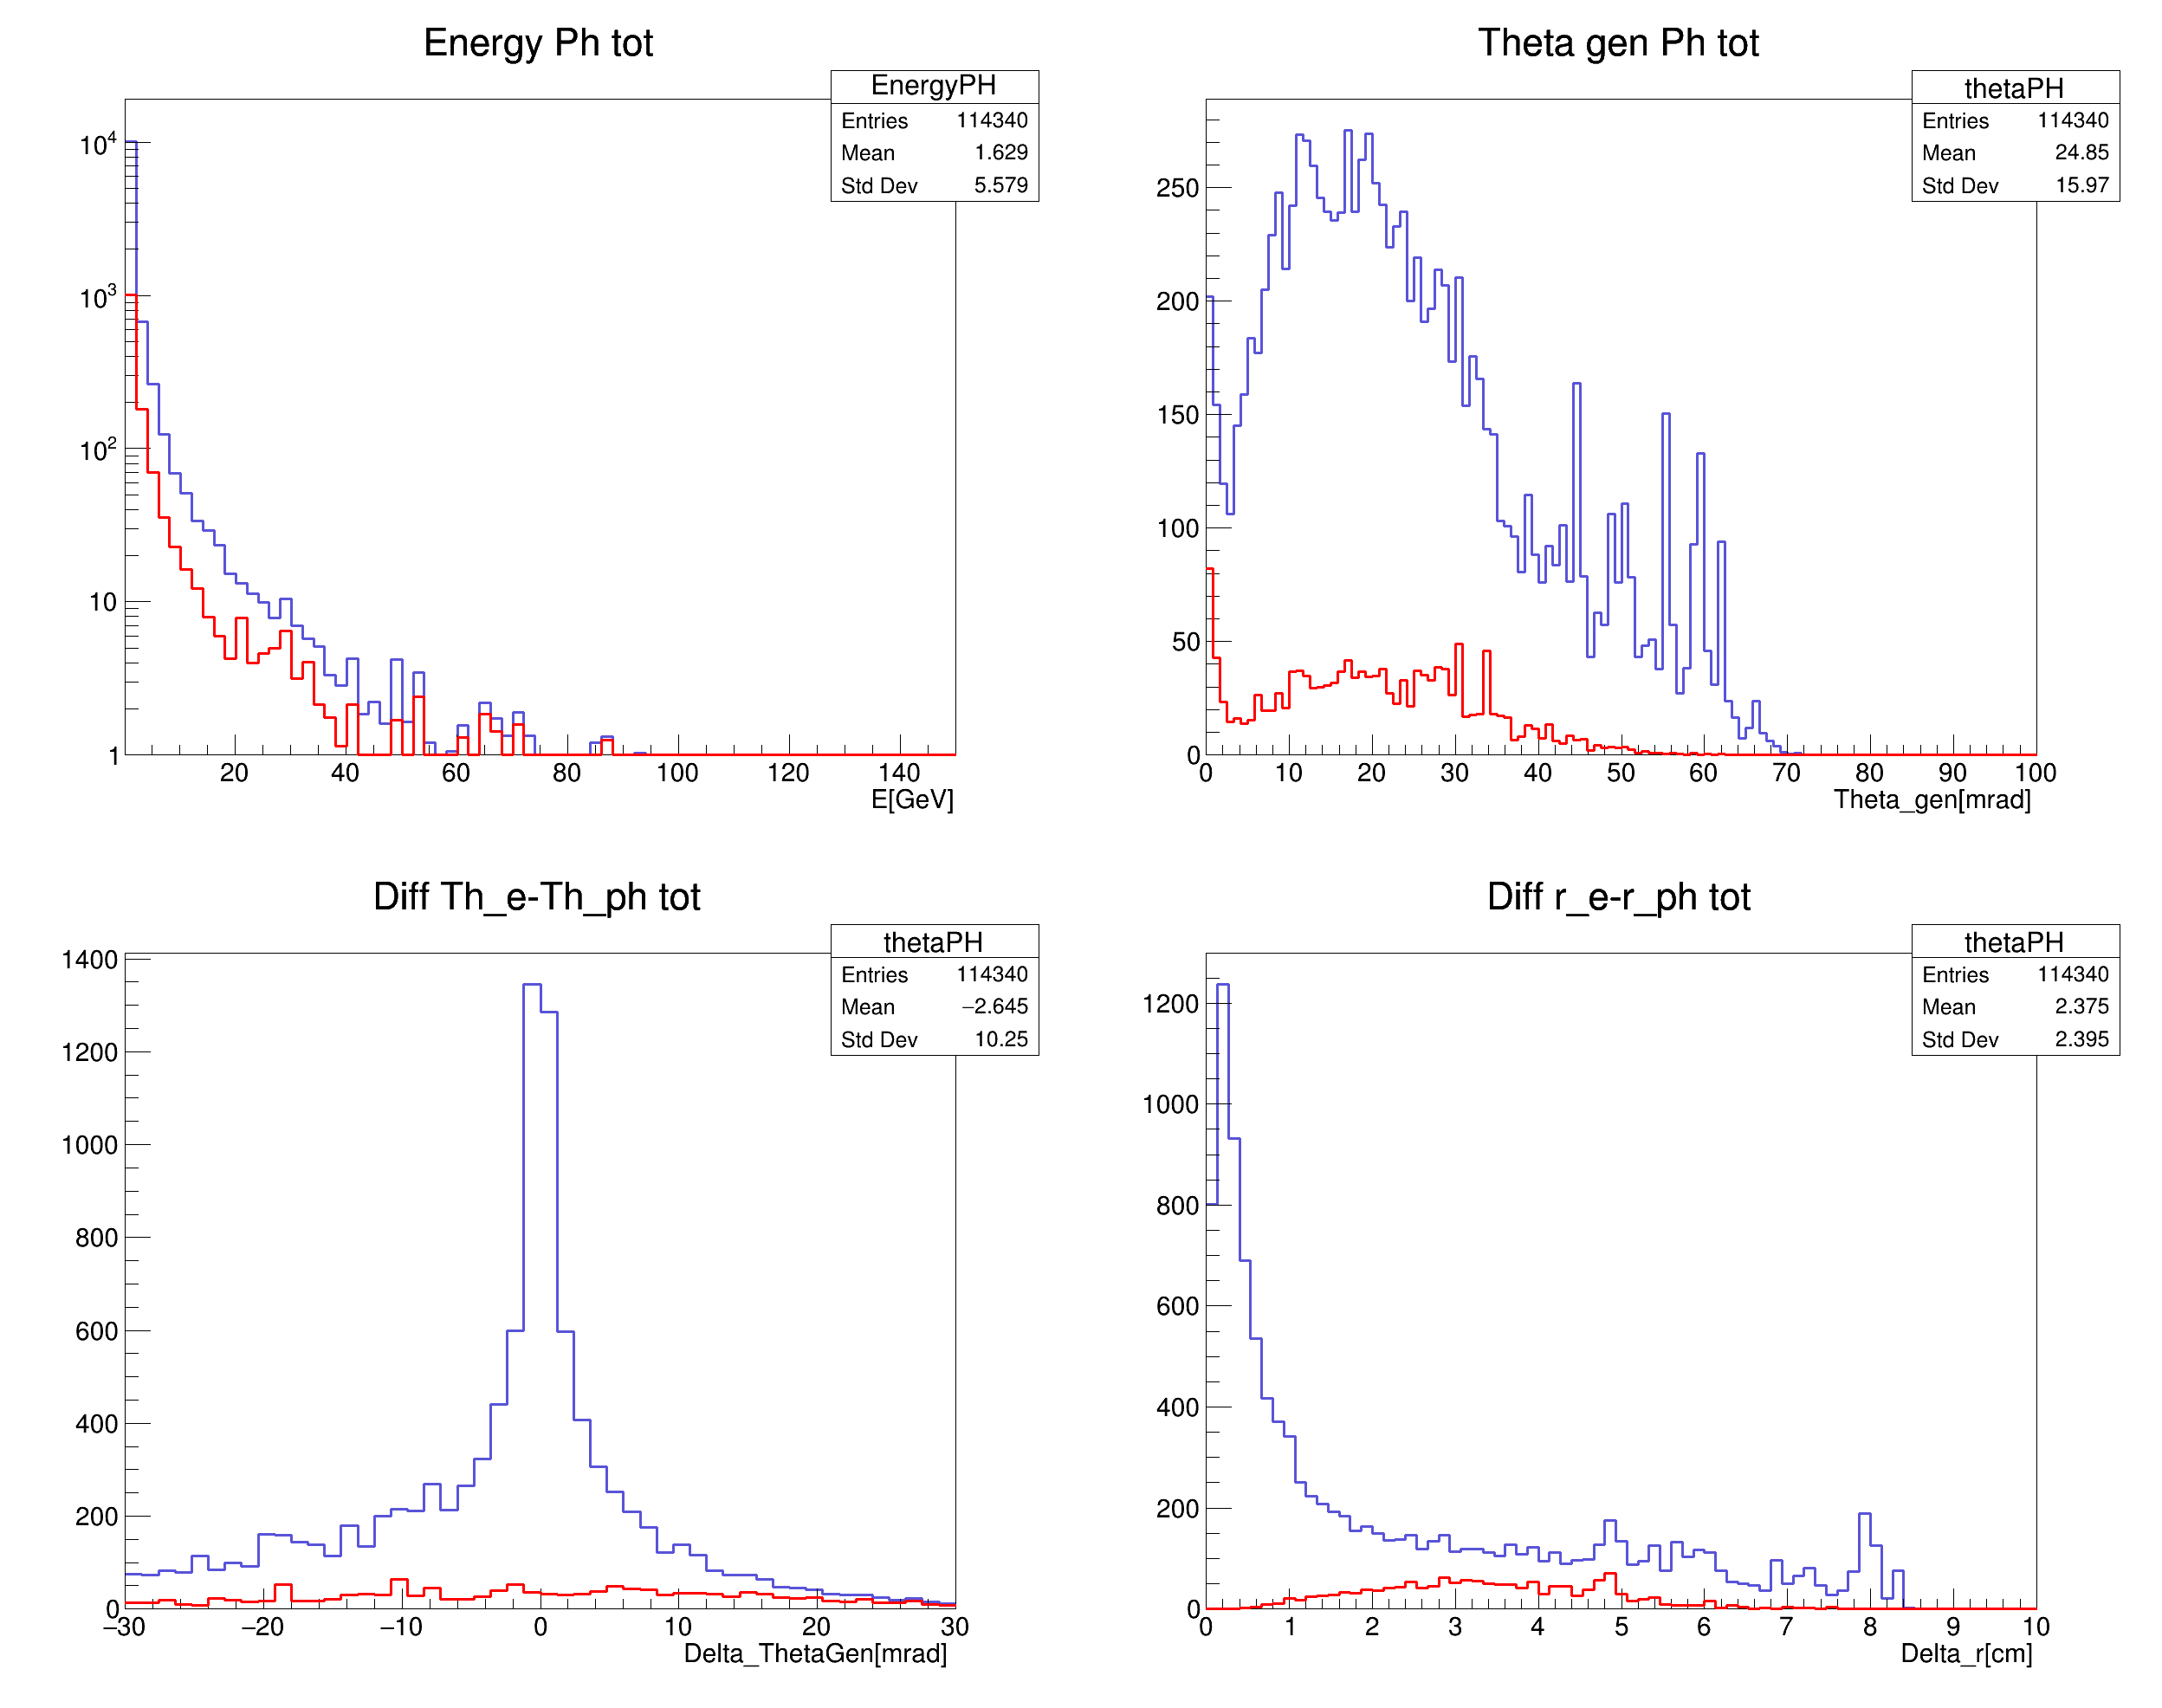 Energy Ph tot
EnergyPH
Entries 114340
Mean 1.629
Std Dev 5.579
10^4
10^3
10^2
10
1
20 40 60 80 100 120 140
E[GeV]
Theta gen Ph tot
thetaPH
Entries 114340
Mean 24.85
Std Dev 15.97
250
200
150
100
50
0
0 10 20 30 40 50 60 70 80 90 100
Theta_gen[mrad]
Diff Th_e-Th_ph tot
thetaPH
Entries 114340
Mean −2.645
Std Dev 10.25
1400
1200
1000
800
600
400
200
0
−30 −20 −10 0 10 20 30
Delta_ThetaGen[mrad]
Diff r_e-r_ph tot
thetaPH
Entries 114340
Mean 2.375
Std Dev 2.395
1200
1000
800
600
400
200
0
0 1 2 3 4 5 6 7 8 9 10
Delta_r[cm]